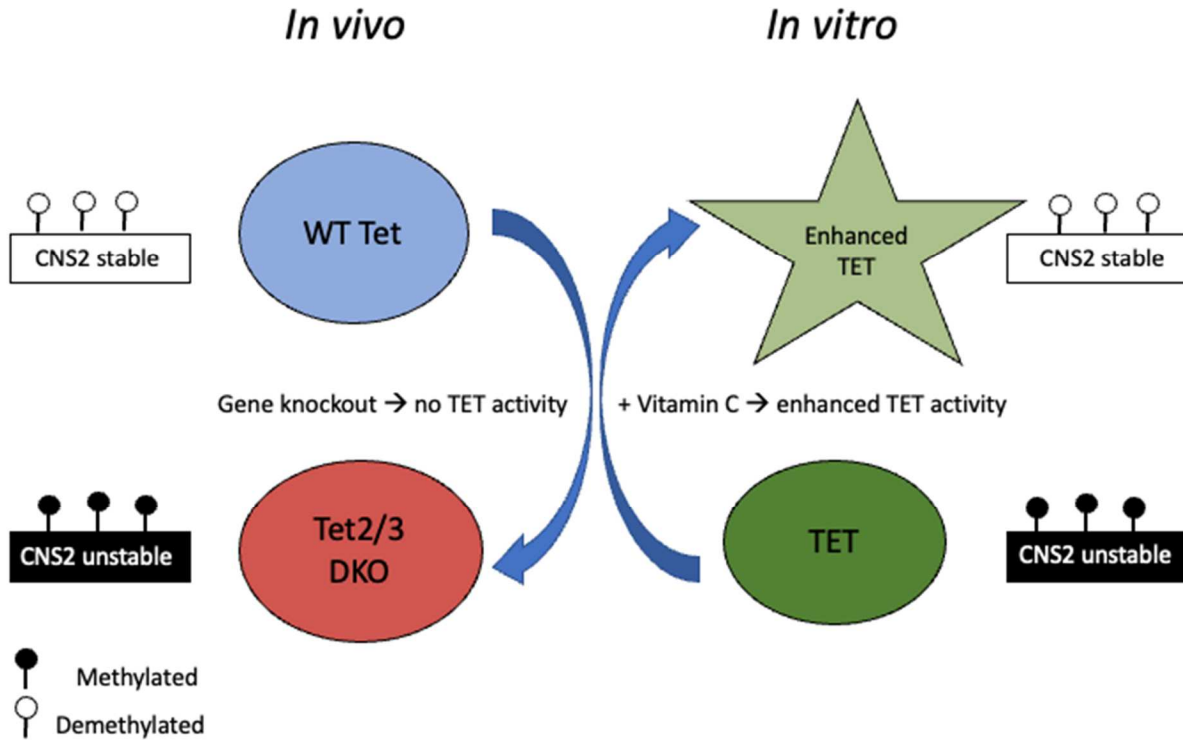 In vivo
In vitro
CNS2 stable
WT Tet
Enhanced
TET
CNS2 stable
Gene knockout → no TET activity
+ Vitamin C → enhanced TET activity
CNS2 unstable
Tet2/3
DKO
TET
CNS2 unstable
Methylated
Demethylated